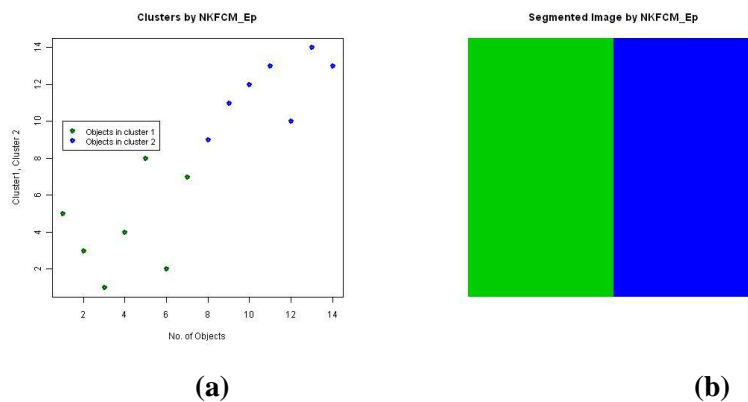 Clusters by NKFCM_Ep
14
12
10
8
6
4
2
Cluster1, Cluster 2
Objects in cluster 1
Objects in cluster 2
2 4 6 8 10 12 14
No. of Objects
(a)
Segmented Image by NKFCM_Ep
(b)